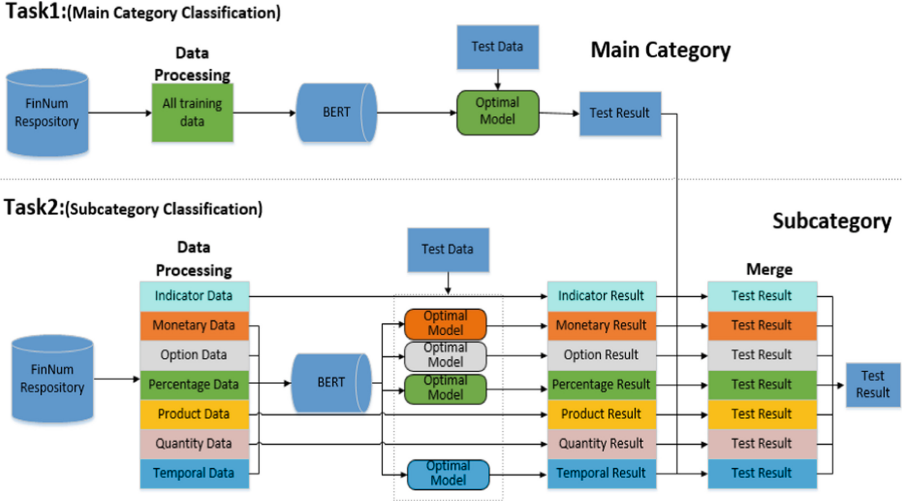 Task1:(Main Category Classification)
Data
Processing
Test Data
Main Category
FinNum
Respository
All training
data
BERT
Optimal
Model
Test Result
Task2:(Subcategory Classification)
Subcategory
Data
Processing
Test Data
Merge
Indicator Data
Indicator Result
Test Result
Monetary Data
Optimal
Model
Monetary Result
Test Result
Option Data
Optimal
Model
Option Result
Test Result
FinNum
Respository
Percentage Data
BERT
Optimal
Model
Percentage Result
Test Result
Test
Result
Product Data
Product Result
Test Result
Quantity Data
Quantity Result
Test Result
Temporal Data
Optimal Model
Temporal Result
Test Result